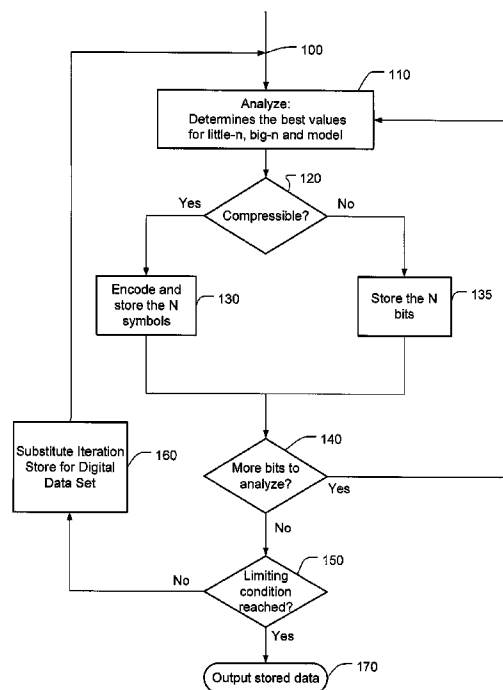 100
110
Analyze:
Determines the best values
for little-n, big-n and model
120
Yes
Compressible?
No
Encode and
store the N
symbols
130
Store the N
bits
135
140
Substitute Iteration
Store for Digital
Data Set
160
More bits to
analyze?
Yes
No
150
No
Limiting
condition
reached?
Yes
Output stored data
170